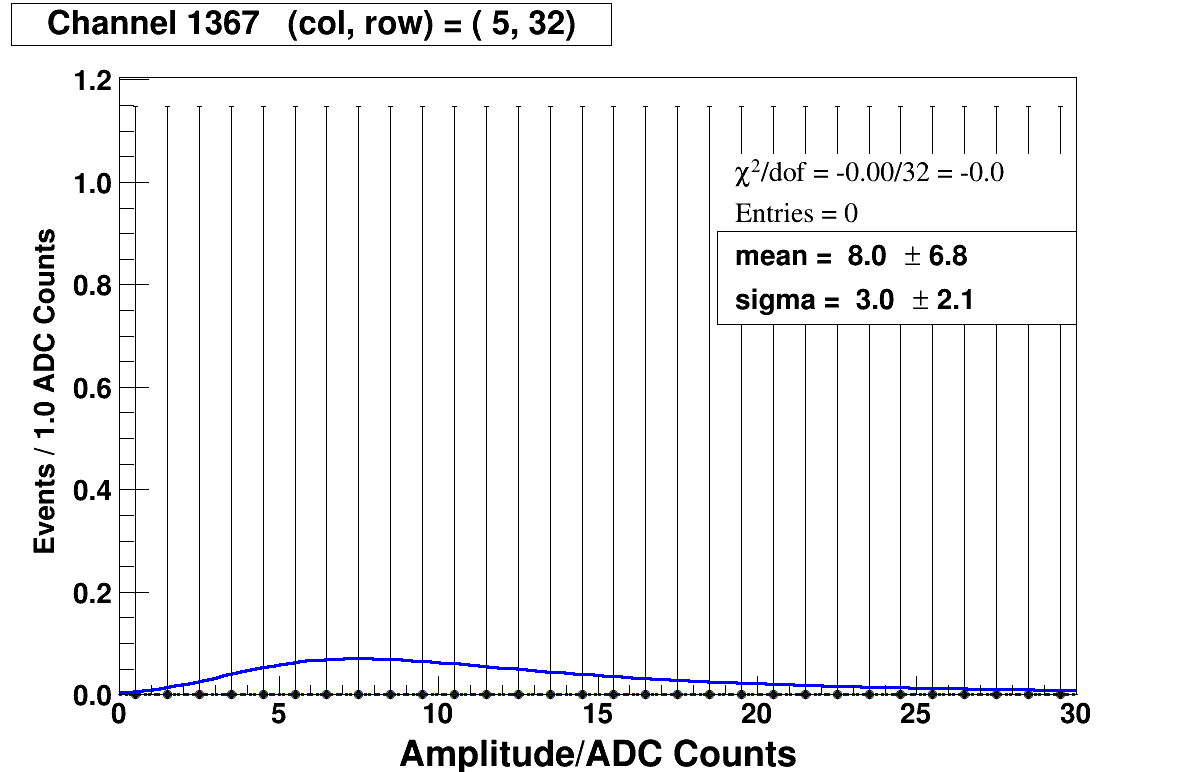 Channel 1367 (col, row) = ( 5, 32)
1.2
1.0
0.8
0.6
0.4
0.2
0.0
Events / 1.0 ADC Counts
χ²/dof = -0.00/32 = -0.0
Entries = 0
mean = 8.0 ± 6.8
sigma = 3.0 ± 2.1
0 5 10 15 20 25 30
Amplitude/ADC Counts